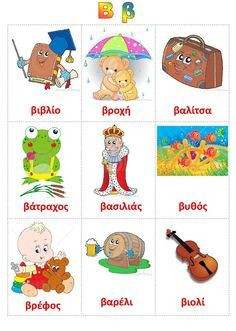 Β β
βιβλίο βροχή βαλίτσα
βάτραχος βασιλιάς βυθός
βρέφος βαρέλι βιολί